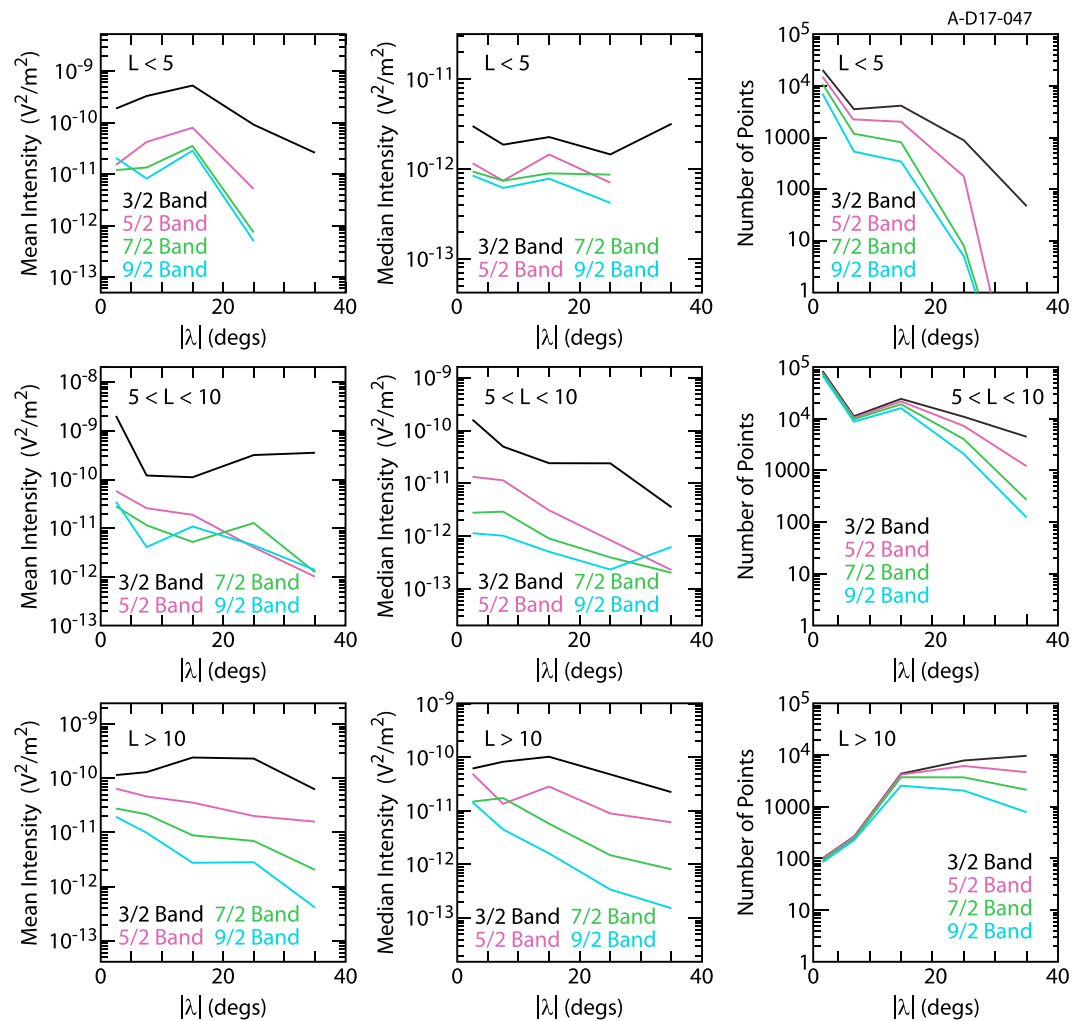 A-D17-047
Mean Intensity (V²/m²)
10⁻⁹
10⁻¹⁰
10⁻¹¹
10⁻¹²
10⁻¹³
L < 5
3/2 Band
5/2 Band
7/2 Band
9/2 Band
0 20 40
|λ| (degs)
Median Intensity (V²/m²)
10⁻¹¹
10⁻¹²
10⁻¹³
L < 5
3/2 Band 7/2 Band
5/2 Band 9/2 Band
0 20 40
|λ| (degs)
Number of Points
10⁵
10⁴
1000
100
10
1
L < 5
3/2 Band
5/2 Band
7/2 Band
9/2 Band
0 20 40
|λ| (degs)
Mean Intensity (V²/m²)
10⁻⁸
10⁻⁹
10⁻¹⁰
10⁻¹¹
10⁻¹²
10⁻¹³
5 < L < 10
3/2 Band 7/2 Band
5/2 Band 9/2 Band
0 20 40
|λ| (degs)
Median Intensity (V²/m²)
10⁻⁹
10⁻¹⁰
10⁻¹¹
10⁻¹²
10⁻¹³
5 < L < 10
3/2 Band 7/2 Band
5/2 Band 9/2 Band
0 20 40
|λ| (degs)
Number of Points
10⁵
10⁴
1000
100
10
1
5 < L < 10
3/2 Band
5/2 Band
7/2 Band
9/2 Band
0 20 40
|λ| (degs)
Mean Intensity (V²/m²)
10⁻⁹
10⁻¹⁰
10⁻¹¹
10⁻¹²
10⁻¹³
L > 10
3/2 Band 7/2 Band
5/2 Band 9/2 Band
0 20 40
|λ| (degs)
Median Intensity (V²/m²)
10⁻⁹
10⁻¹⁰
10⁻¹¹
10⁻¹²
10⁻¹³
L > 10
3/2 Band 7/2 Band
5/2 Band 9/2 Band
0 20 40
|λ| (degs)
Number of Points
10⁵
10⁴
1000
100
10
1
L > 10
3/2 Band
5/2 Band
7/2 Band
9/2 Band
0 20 40
|λ| (degs)